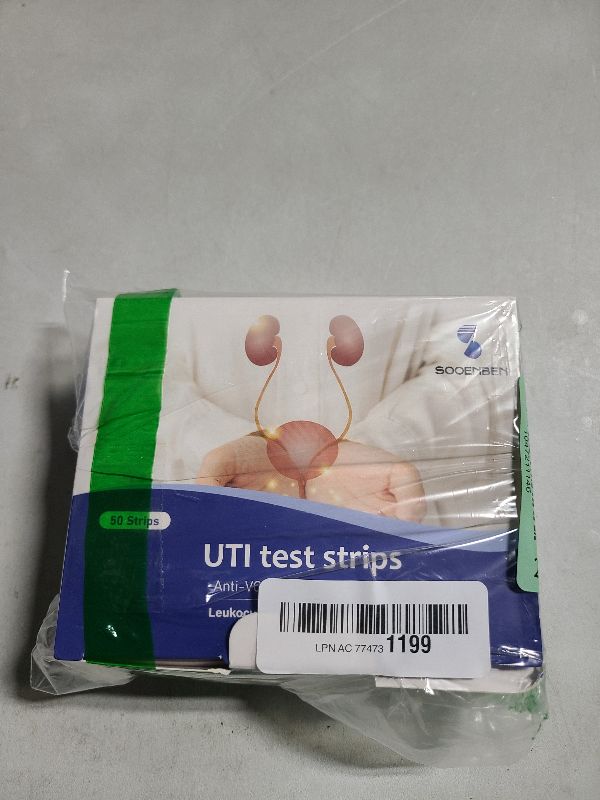 SOOENBEN
50 Strips
UTI test strips
LPN AC 77473 1199